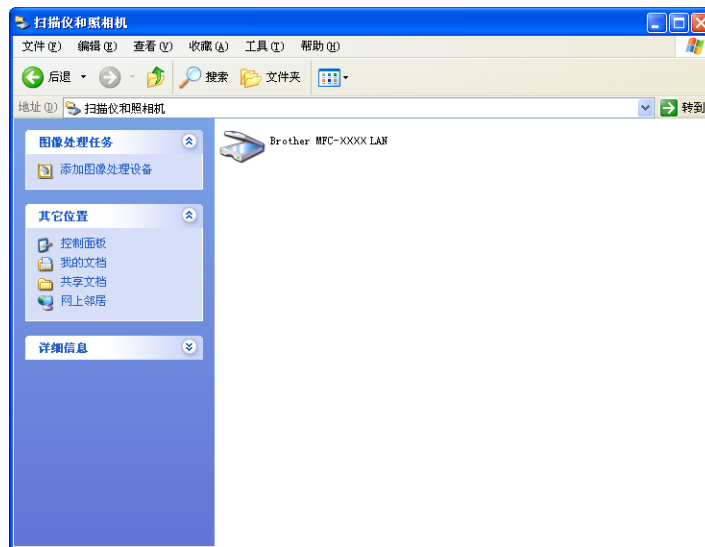 扫描仪和照相机
文件(F) 编辑(E) 查看(V) 收藏(A) 工具(T) 帮助(H)
后退 搜索 文件夹
地址(D) 扫描仪和照相机 转到
图像处理任务
添加图像处理设备
其它位置
控制面板
我的文档
共享文档
网上邻居
详细信息
Brother MFC-XXXX LAN